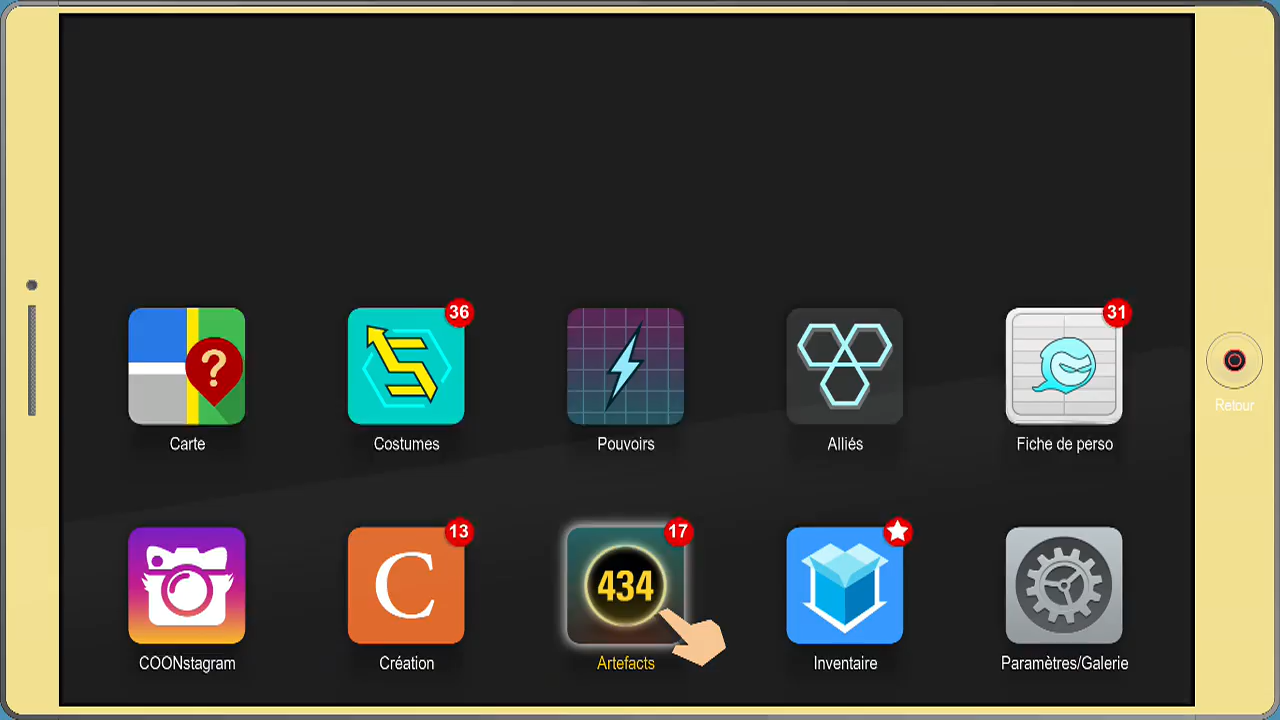 36
31
?
Carte
Costumes
Pouvoirs
Alliés
Fiche de perso
Retour
13
17
C
434
COONstagram
Création
Artefacts
Inventaire
Paramètres/Galerie